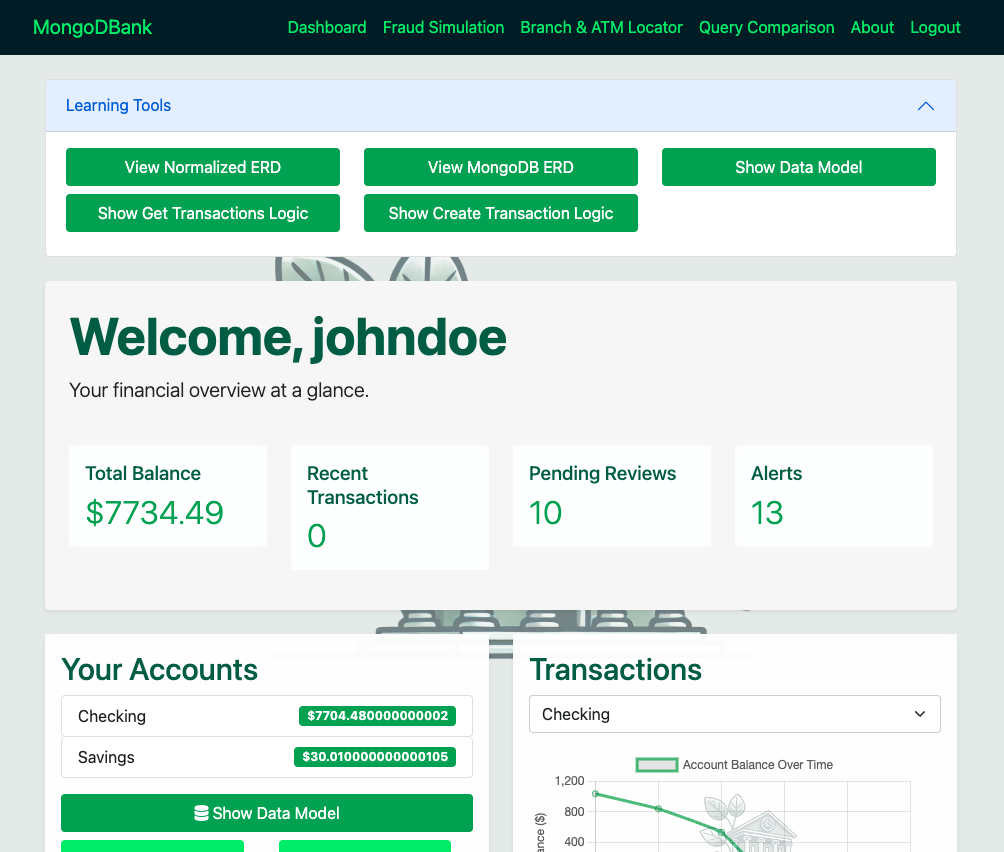 MongoDBank
Dashboard Fraud Simulation Branch & ATM Locator Query Comparison About Logout
Learning Tools
View Normalized ERD View MongoDB ERD Show Data Model
Show Get Transactions Logic Show Create Transaction Logic
Welcome, johndoe
Your financial overview at a glance.
Total Balance
$7734.49
Recent
Transactions
0
Pending Reviews
10
Alerts
13
Your Accounts
Checking $7704.480000000002
Savings $30.010000000000105
Show Data Model
Transactions
Checking
Account Balance Over Time
1,200
800
400